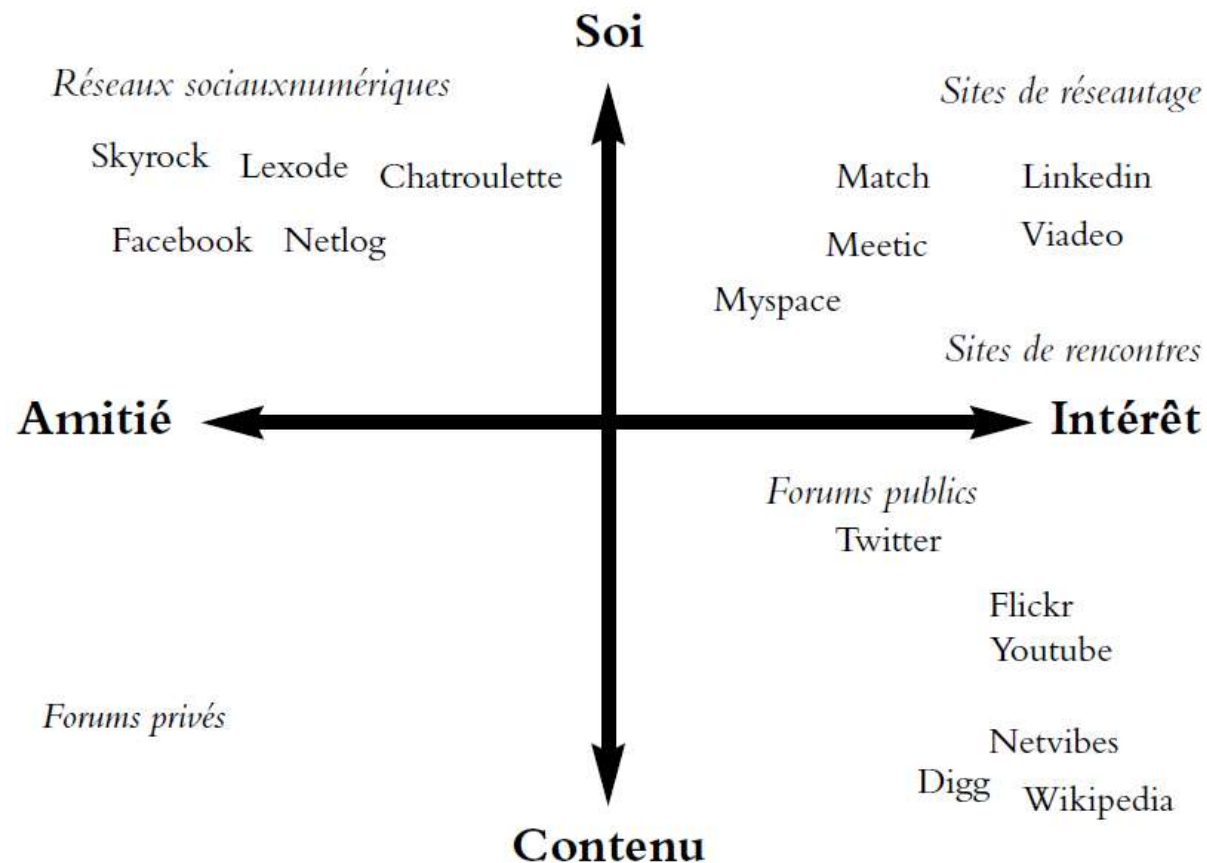 Soi
Réseaux sociauxnumériques
Sites de réseautage
Skyrock
Lexode
Chatroulette
Match
Linkedin
Facebook
Netlog
Meetic
Viadeo
Myspace
Sites de rencontres
Amitié
Intérêt
Forums publics
Twitter
Flickr
Youtube
Forums privés
Netvibes
Digg
Wikipedia
Contenu